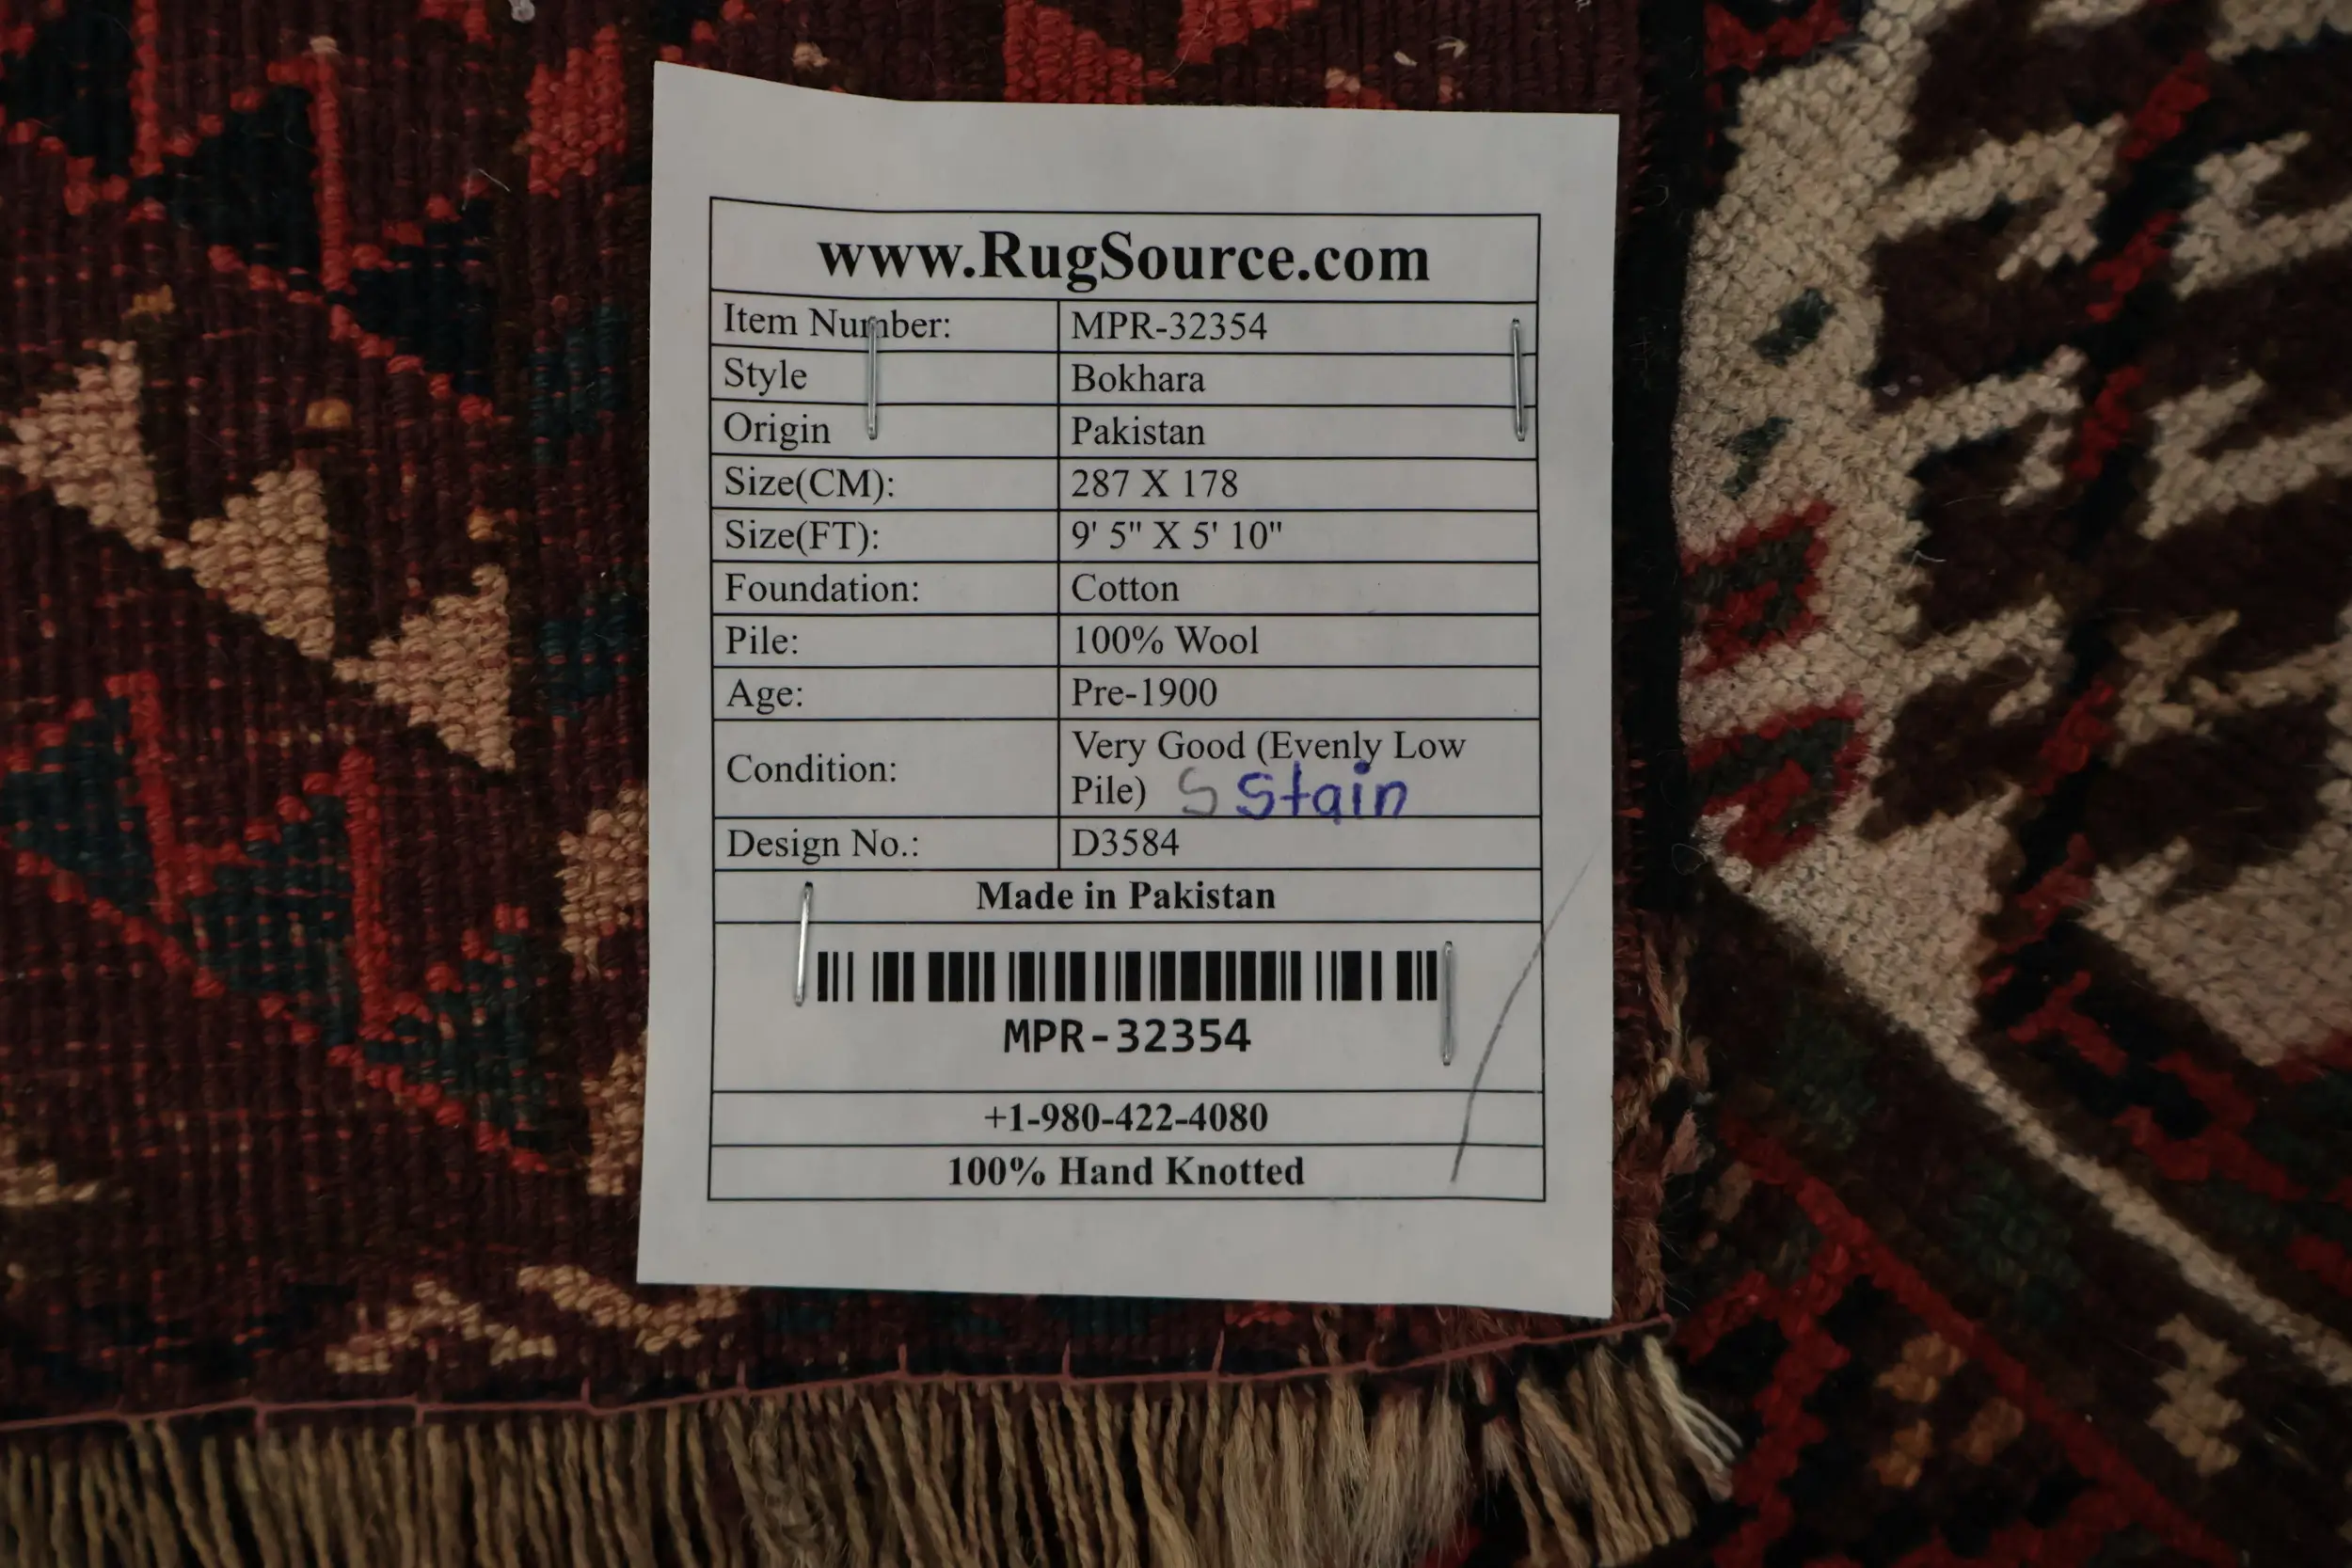 www.RugSource.com
Item Number: MPR-32354
Style Bokhara
Origin Pakistan
Size(CM): 287 X 178
Size(FT): 9' 5" X 5' 10"
Foundation: Cotton
Pile: 100% Wool
Age: Pre-1900
Condition: Very Good (Evenly Low
Pile) S Stain
Design No.: D3584
Made in Pakistan
MPR-32354
+1-980-422-4080
100% Hand Knotted